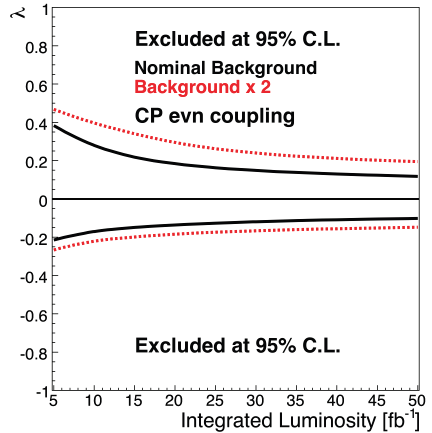 λ
1
Excluded at 95% C.L.
0.8
Nominal Background
0.6
Background x 2
CP evn coupling
0.4
0.2
0
-0.2
-0.4
-0.6
Excluded at 95% C.L.
-0.8
-1
5 10 15 20 25 30 35 40 45 50
Integrated Luminosity [fb⁻¹]